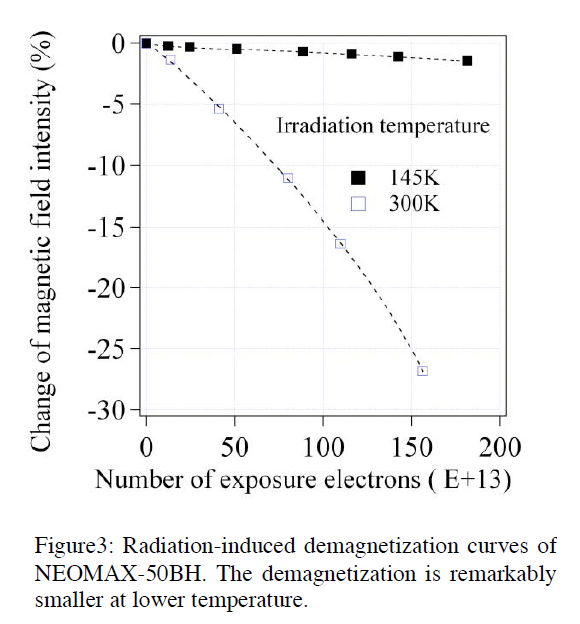 Change of magnetic field intensity (%)
0
-5
-10
-15
-20
-25
-30
Irradiation temperature
145K
300K
0 50 100 150 200
Number of exposure electrons ( E+13)
Figure3: Radiation-induced demagnetization curves of
NEOMAX-50BH. The demagnetization is remarkably
smaller at lower temperature.